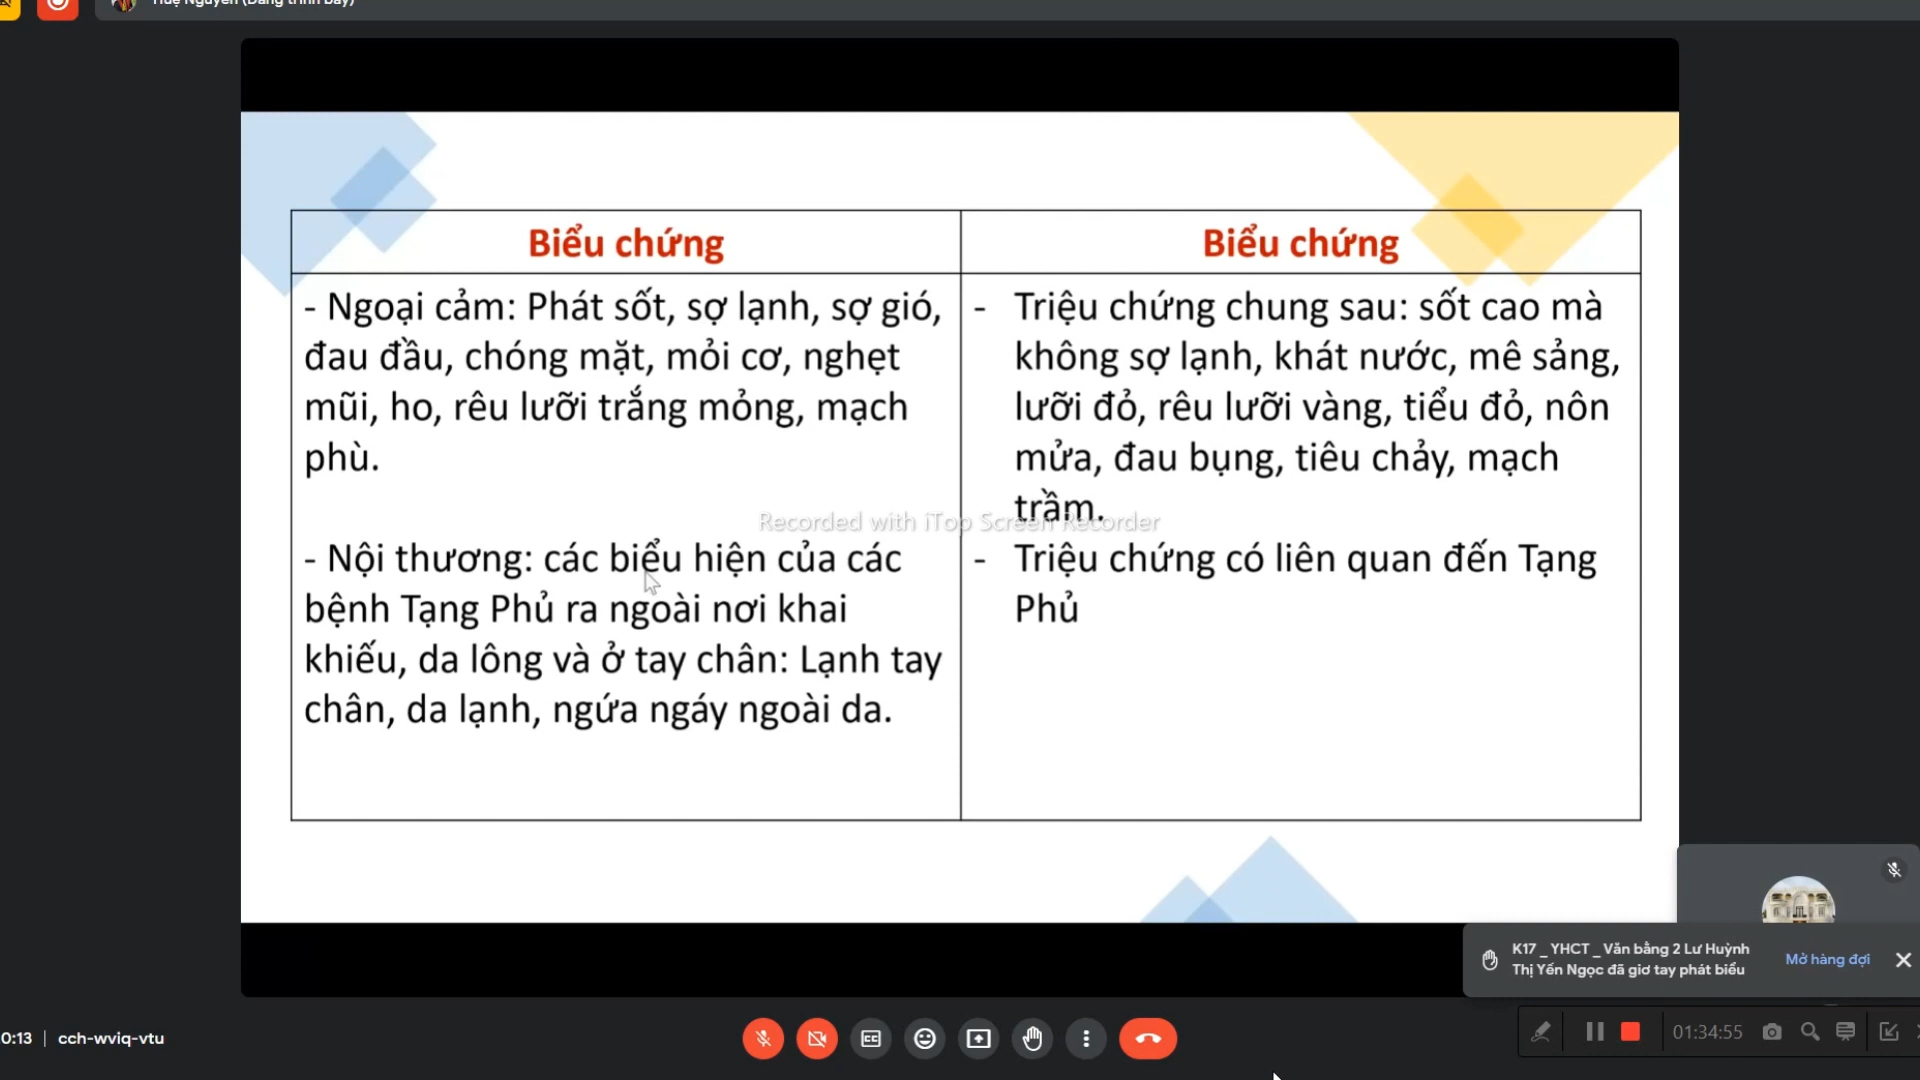 Huệ Nguyễn (Đang trình bày)
Biểu chứng
Biểu chứng
- Ngoại cảm: Phát sốt, sợ lạnh, sợ gió,
đau đầu, chóng mặt, mỏi cơ, nghẹt
mũi, ho, rêu lưỡi trắng mỏng, mạch
phù.
- Nội thương: các biểu hiện của các
bệnh Tạng Phủ ra ngoài nơi khai
khiếu, da lông và ở tay chân: Lạnh tay
chân, da lạnh, ngứa ngáy ngoài da.
- Triệu chứng chung sau: sốt cao mà
không sợ lạnh, khát nước, mê sảng,
lưỡi đỏ, rêu lưỡi vàng, tiểu đỏ, nôn
mửa, đau bụng, tiêu chảy, mạch
trầm.
- Triệu chứng có liên quan đến Tạng
Phủ
Recorded with iTop Screen Recorder
K17 _ YHCT _ Văn bằng 2 Lư Huỳnh
Thị Yến Ngọc đã giơ tay phát biểu
Mở hàng đợi
0:13 | cch-wviq-vtu
01:34:55